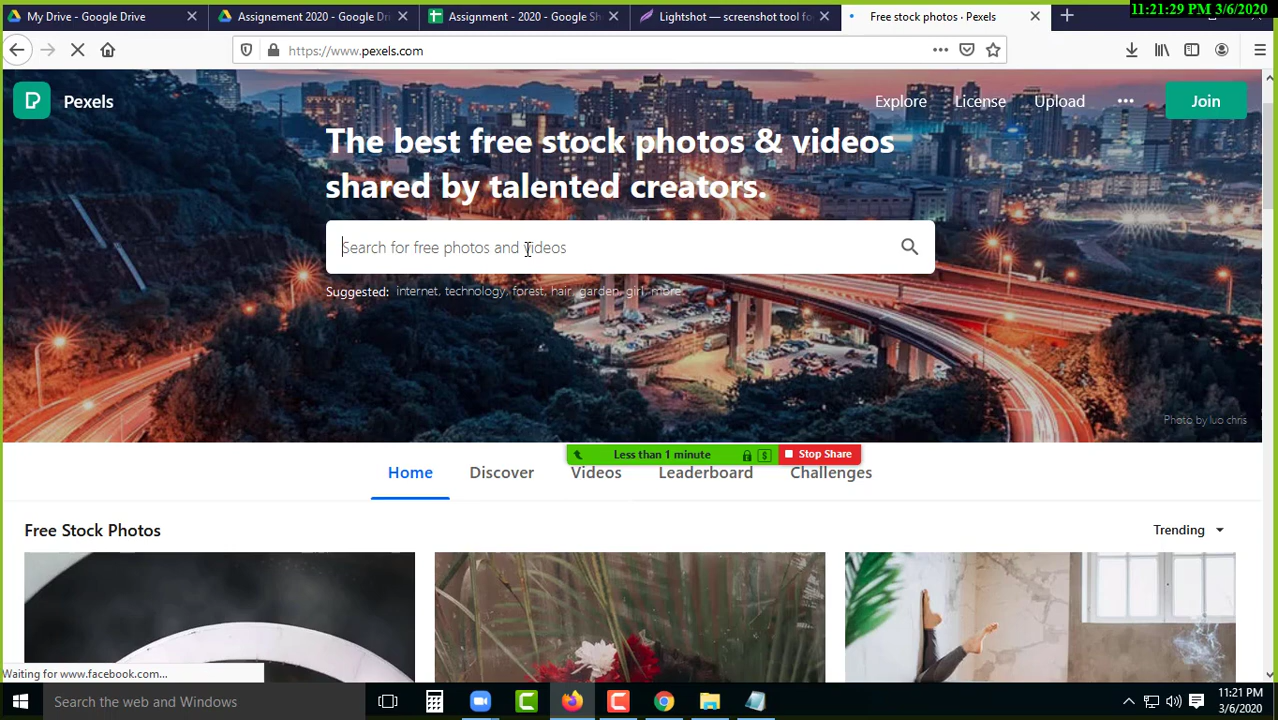 My Drive - Google Drive
Assignement 2020 - Google Dri
Assignment - 2020 - Google Sh
Lightshot — screenshot tool fo
Free stock photos · Pexels
11:21:29 PM 3/6/2020
https://www.pexels.com
Pexels
Explore
License
Upload
Join
The best free stock photos & videos
shared by talented creators.
Search for free photos and videos
Suggested: internet, technology, forest, hair, garden, girl, more...
Photo by luo chris
Less than 1 minute
Stop Share
Home
Discover
Videos
Leaderboard
Challenges
Free Stock Photos
Trending
Waiting for www.facebook.com...
Search the web and Windows
11:21 PM
3/6/2020